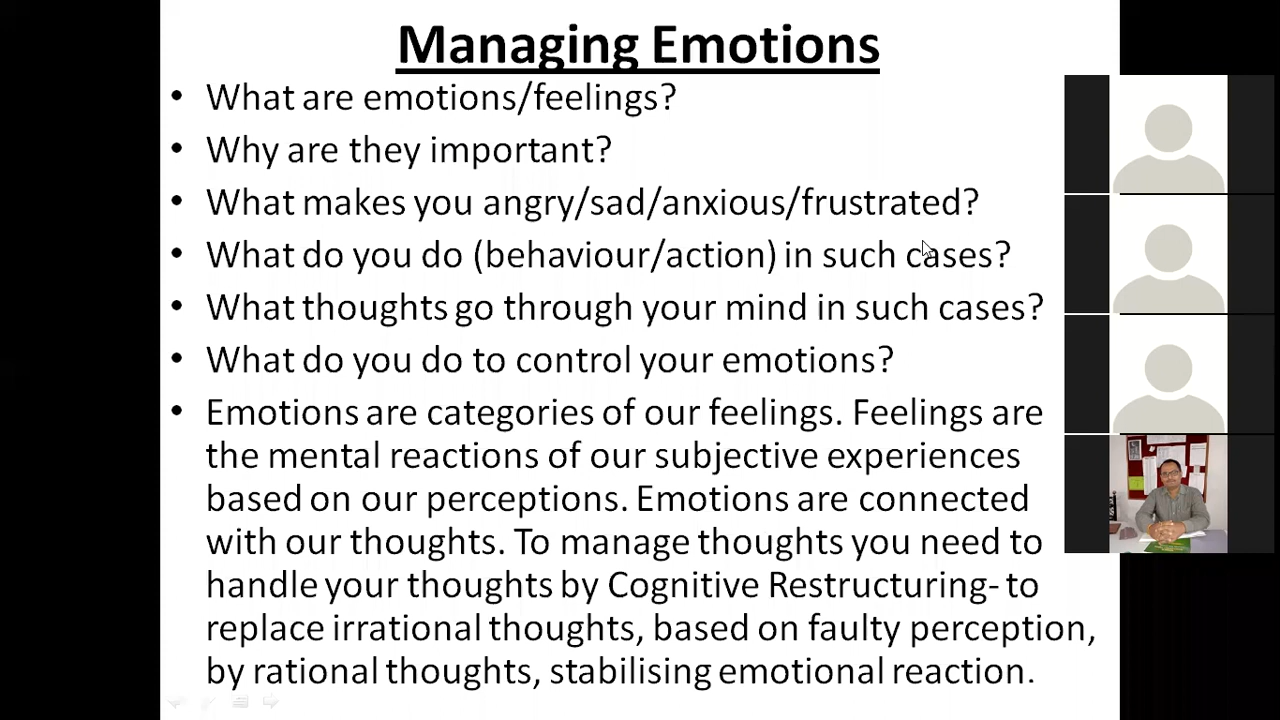 Managing Emotions
• What are emotions/feelings?
• Why are they important?
• What makes you angry/sad/anxious/frustrated?
• What do you do (behaviour/action) in such cases?
• What thoughts go through your mind in such cases?
• What do you do to control your emotions?
• Emotions are categories of our feelings. Feelings are
the mental reactions of our subjective experiences
based on our perceptions. Emotions are connected
with our thoughts. To manage thoughts you need to
handle your thoughts by Cognitive Restructuring- to
replace irrational thoughts, based on faulty perception,
by rational thoughts, stabilising emotional reaction.